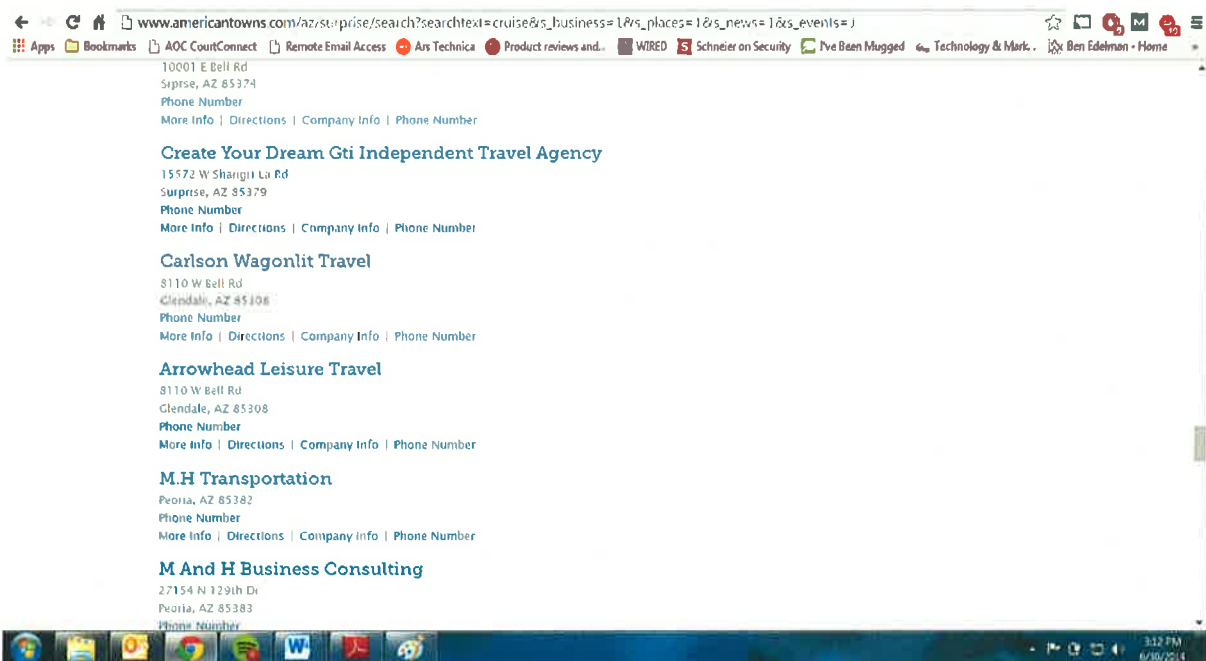 www.americantowns.com/az/surprise/search?searchtext=cruise&s_business=1&s_places=1&s_news=1&s_events=1
Apps Bookmarks AOC CourtConnect Remote Email Access Ars Technica Product reviews and... WIRED Schneier on Security I've Been Mugged Technology & Mark... Ben Edelman - Home
10001 E Bell Rd
Srprse, AZ 85374
Phone Number
More Info | Directions | Company Info | Phone Number
Create Your Dream Gti Independent Travel Agency
15572 W Shangri La Rd
Surprise, AZ 85379
Phone Number
More Info | Directions | Company Info | Phone Number
Carlson Wagonlit Travel
8110 W Bell Rd
Glendale, AZ 85308
Phone Number
More Info | Directions | Company Info | Phone Number
Arrowhead Leisure Travel
8110 W Bell Rd
Glendale, AZ 85308
Phone Number
More Info | Directions | Company Info | Phone Number
M.H Transportation
Peoria, AZ 85382
Phone Number
More Info | Directions | Company Info | Phone Number
M And H Business Consulting
27154 N 129th Dr
Peoria, AZ 85383
Phone Number
3:12 PM
6/30/2014